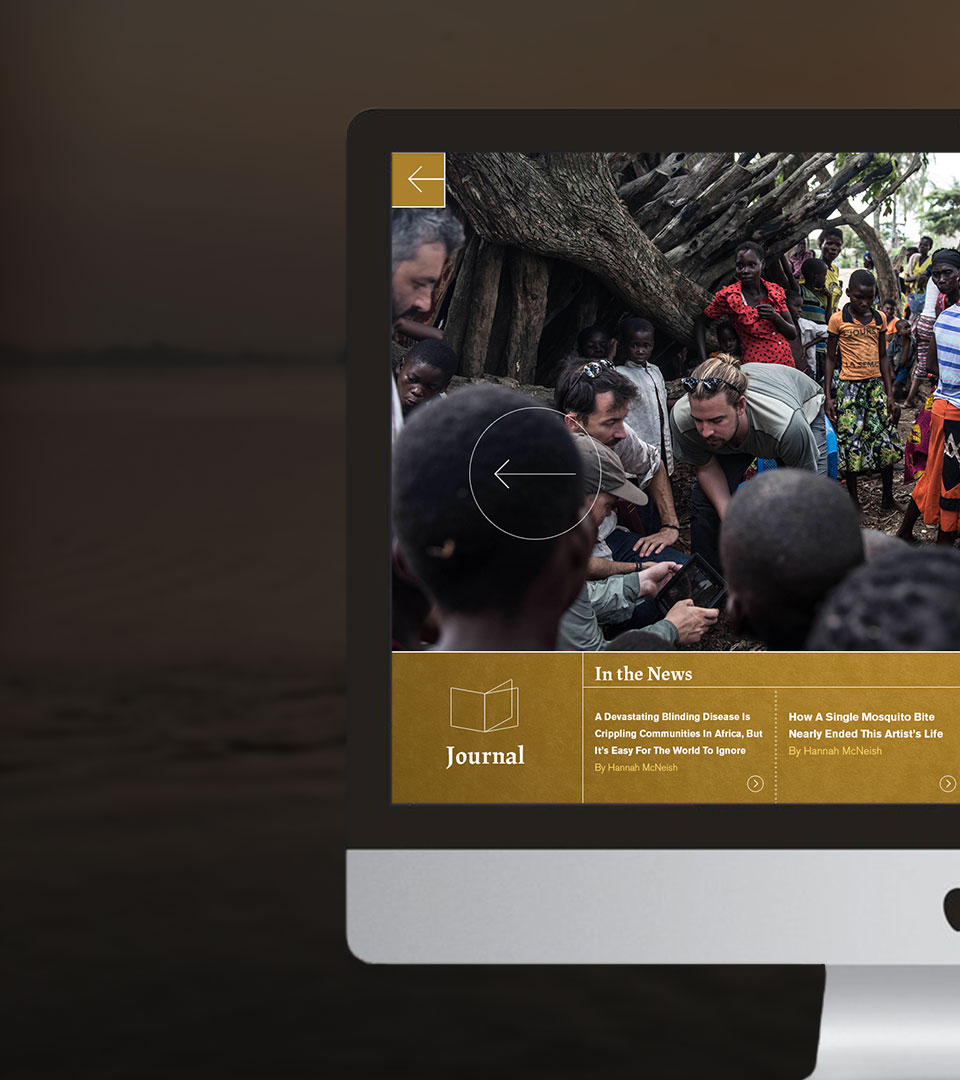 Journal
In the News
A Devastating Blinding Disease Is
Crippling Communities In Africa, But
It's Easy For The World To Ignore
By Hannah McNeish
How A Single Mosquito Bite
Nearly Ended This Artist's Life
By Hannah McNeish